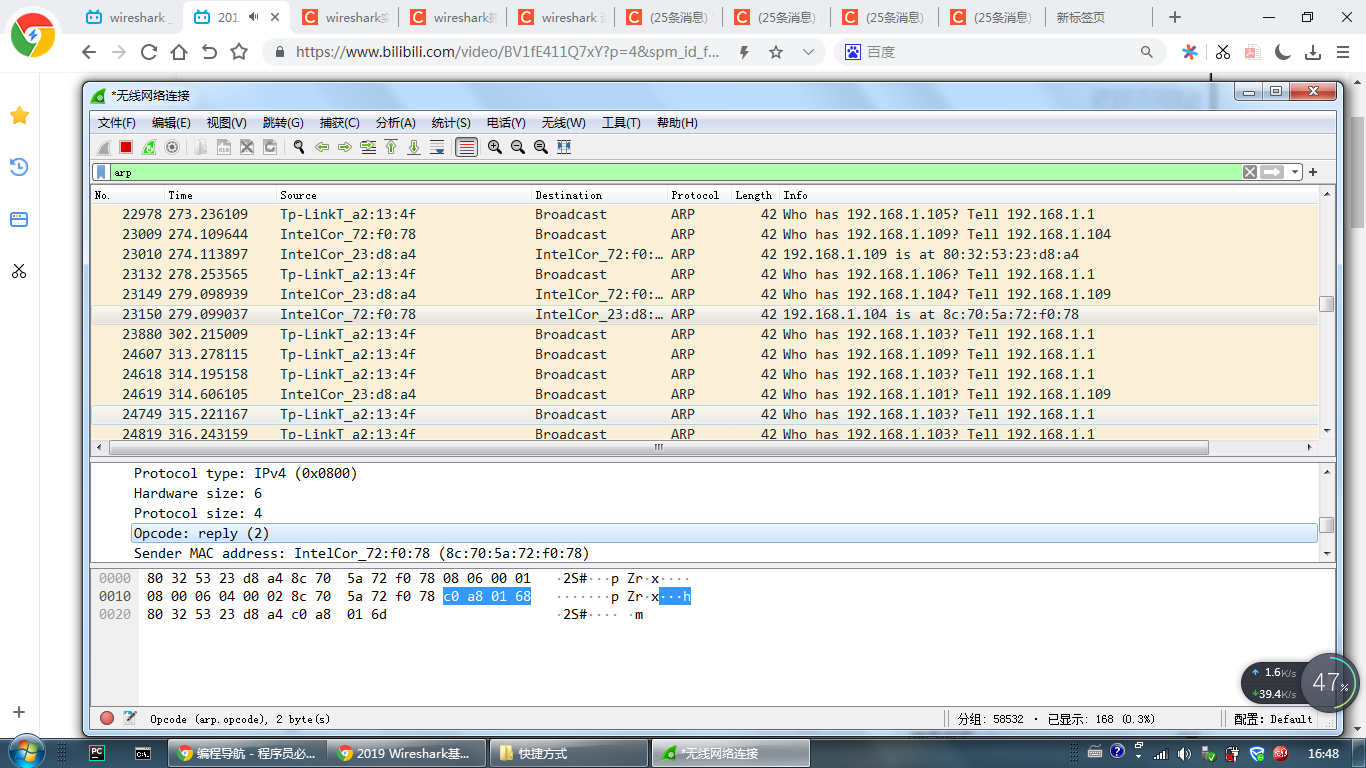 wireshark_
201
wireshark实
wireshark抓
wireshark 过
(25条消息)
(25条消息)
(25条消息)
(25条消息)
新标签页
https://www.bilibili.com/video/BV1fE411Q7xY?p=4&spm_id_f...
百度
*无线网络连接
文件(F) 编辑(E) 视图(V) 跳转(G) 捕获(C) 分析(A) 统计(S) 电话(Y) 无线(W) 工具(T) 帮助(H)
arp
No. Time Source Destination Protocol Length Info
22978 273.236109 Tp-LinkT_a2:13:4f Broadcast ARP 42 Who has 192.168.1.105? Tell 192.168.1.1
23009 274.109644 IntelCor_72:f0:78 Broadcast ARP 42 Who has 192.168.1.109? Tell 192.168.1.104
23010 274.113897 IntelCor_23:d8:a4 IntelCor_72:f0:… ARP 42 192.168.1.109 is at 80:32:53:23:d8:a4
23132 278.253565 Tp-LinkT_a2:13:4f Broadcast ARP 42 Who has 192.168.1.106? Tell 192.168.1.1
23149 279.098939 IntelCor_23:d8:a4 IntelCor_72:f0:… ARP 42 Who has 192.168.1.104? Tell 192.168.1.109
23150 279.099037 IntelCor_72:f0:78 IntelCor_23:d8:… ARP 42 192.168.1.104 is at 8c:70:5a:72:f0:78
23880 302.215009 Tp-LinkT_a2:13:4f Broadcast ARP 42 Who has 192.168.1.103? Tell 192.168.1.1
24607 313.278115 Tp-LinkT_a2:13:4f Broadcast ARP 42 Who has 192.168.1.109? Tell 192.168.1.1
24618 314.195158 Tp-LinkT_a2:13:4f Broadcast ARP 42 Who has 192.168.1.103? Tell 192.168.1.1
24619 314.606105 IntelCor_23:d8:a4 Broadcast ARP 42 Who has 192.168.1.101? Tell 192.168.1.109
24749 315.221167 Tp-LinkT_a2:13:4f Broadcast ARP 42 Who has 192.168.1.103? Tell 192.168.1.1
24819 316.243159 Tp-LinkT_a2:13:4f Broadcast ARP 42 Who has 192.168.1.103? Tell 192.168.1.1
Protocol type: IPv4 (0x0800)
Hardware size: 6
Protocol size: 4
Opcode: reply (2)
Sender MAC address: IntelCor_72:f0:78 (8c:70:5a:72:f0:78)
0000 80 32 53 23 d8 a4 8c 70 5a 72 f0 78 08 06 00 01 ·2S#···p Zr·x····
0010 08 00 06 04 00 02 8c 70 5a 72 f0 78 c0 a8 01 68 ·······p Zr·x···h
0020 80 32 53 23 d8 a4 c0 a8 01 6d ·2S#···· ·m
1.6K/s
39.4K/s
47%
Opcode (arp.opcode), 2 byte(s)
分组: 58532 · 已显示: 168 (0.3%)
配置: Default
编程导航 - 程序员必...
2019 Wireshark基...
快捷方式
*无线网络连接
16:48